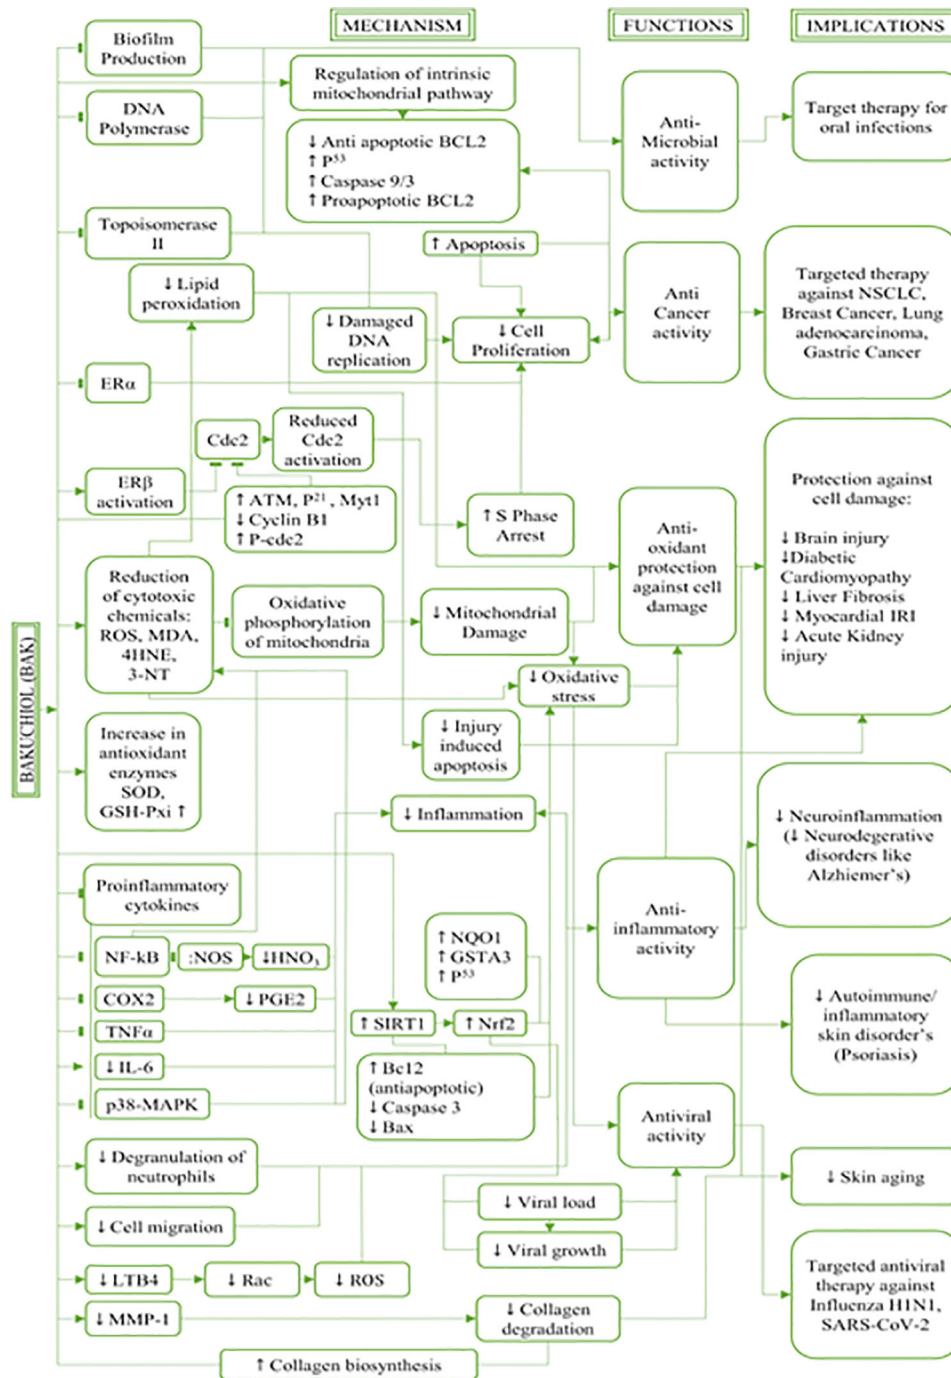 MECHANISM
FUNCTIONS
IMPLICATIONS
Biofilm
Production
Regulation of intrinsic
mitochondrial pathway
DNA
Polymerase
↓ Anti apoptotic BCL2
↑ P53
↑ Caspase 9/3
↑ Proapoptotic BCL2
Anti-
Microbial
activity
Target therapy for
oral infections
Topoisomerase
II
↑ Apoptosis
↓ Lipid
peroxidation
↓ Damaged
DNA
replication
↓ Cell
Proliferation
Anti
Cancer
activity
Targeted therapy
against NSCLC,
Breast Cancer, Lung
adenocarcinoma,
Gastric Cancer
ERα
Cdc2
Reduced
Cdc2
activation
ERβ
activation
↑ ATM, P21 , Myt1
↓ Cyclin B1
↑ P-cdc2
↑ S Phase
Arrest
Anti-
oxidant
protection
against cell
damage
Protection against
cell damage:
↓ Brain injury
↓Diabetic
Cardiomyopathy
↓ Liver Fibrosis
↓ Myocardial IRI
↓ Acute Kidney
injury
BAKUCHIOL (BAK)
Reduction
of cytotoxic
chemicals:
ROS, MDA,
4HNE,
3-NT
Oxidative
phosphorylation
of mitochondria
↓ Mitochondrial
Damage
↓ Oxidative
stress
Increase in
antioxidant
enzymes
SOD,
GSH-Pxi ↑
↓ Injury
induced
apoptosis
↓ Inflammation
↓ Neuroinflammation
(↓ Neurodegerative
disorders like
Alzhiemer's)
Proinflammatory
cytokines
NF-kB
:NOS
↓HNO3
COX2
↓ PGE2
TNFα
↓ IL-6
p38-MAPK
↑ NQO1
↑ GSTA3
↑ P53
↑ SIRT1
↑ Nrf2
↑ Bc12
(antiapoptotic)
↓ Caspase 3
↓ Bax
Anti-
inflammatory
activity
↓ Autoimmune/
inflammatory
skin disorder's
(Psoriasis)
Antiviral
activity
↓ Degranulation of
neutrophils
↓ Cell migration
↓ Viral load
↓ Viral growth
↓ Skin aging
↓ LTB4
↓ Rac
↓ ROS
↓ MMP-1
↓ Collagen
degradation
Targeted antiviral
therapy against
Influenza H1N1,
SARS-CoV-2
↑ Collagen biosynthesis